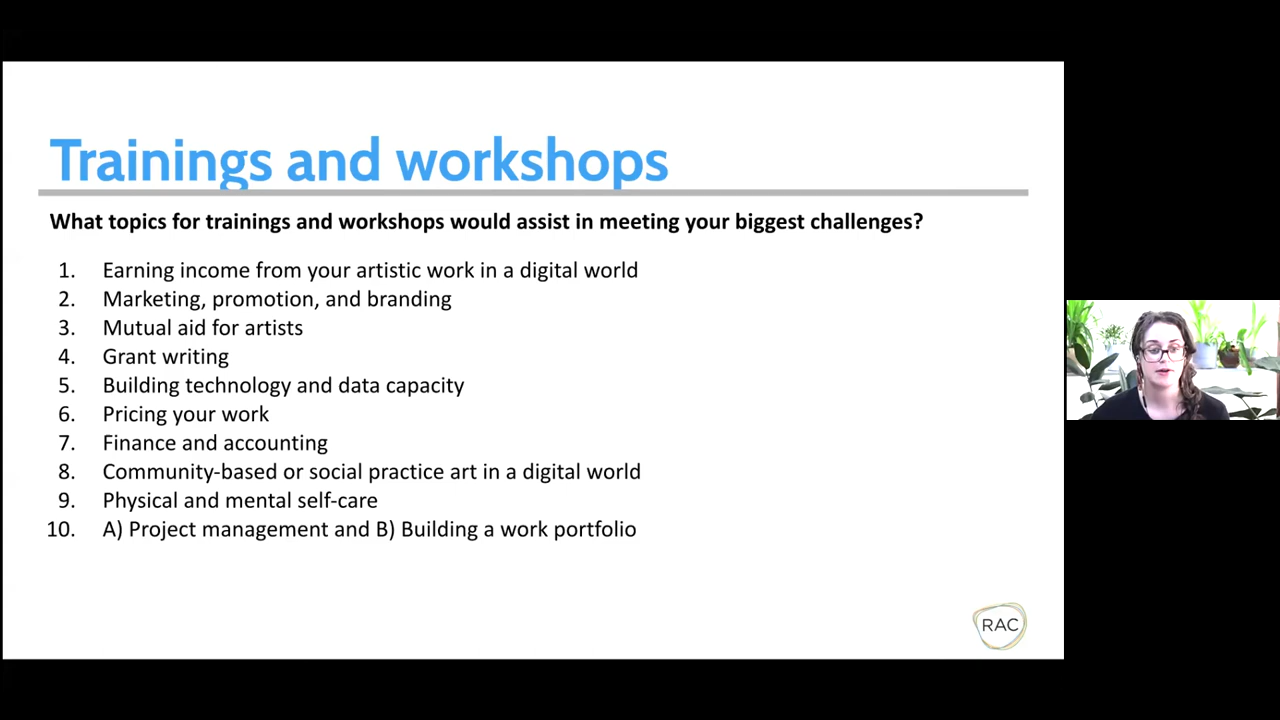 Trainings and workshops
What topics for trainings and workshops would assist in meeting your biggest challenges?
1. Earning income from your artistic work in a digital world
2. Marketing, promotion, and branding
3. Mutual aid for artists
4. Grant writing
5. Building technology and data capacity
6. Pricing your work
7. Finance and accounting
8. Community-based or social practice art in a digital world
9. Physical and mental self-care
10. A) Project management and B) Building a work portfolio
RAC